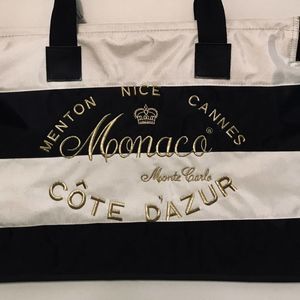 MENTON NICE CANNES
Monaco®
Monte Carlo
CÔTE D'AZUR